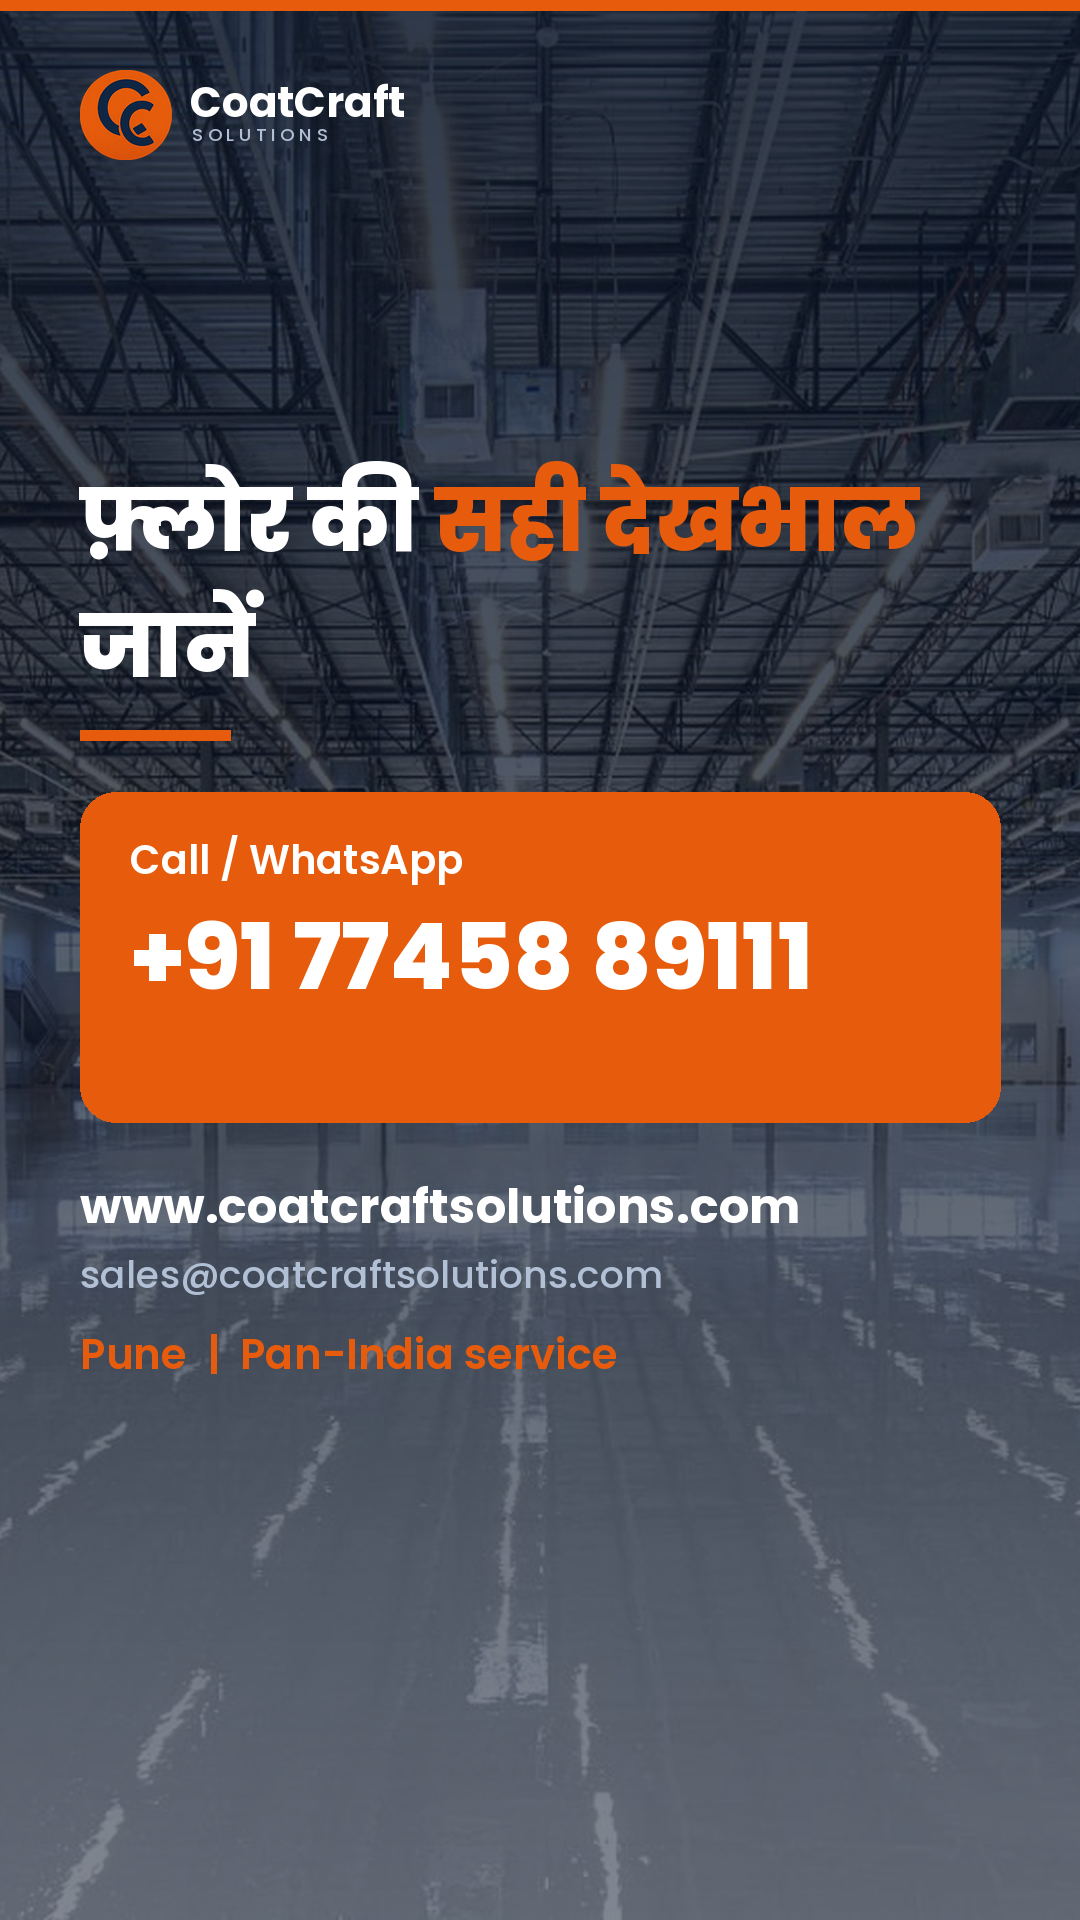 CoatCraft
SOLUTIONS
फ़्लोर की सही देखभाल
जानें
Call / WhatsApp
+91 77458 89111
www.coatcraftsolutions.com
sales@coatcraftsolutions.com
Pune | Pan-India service